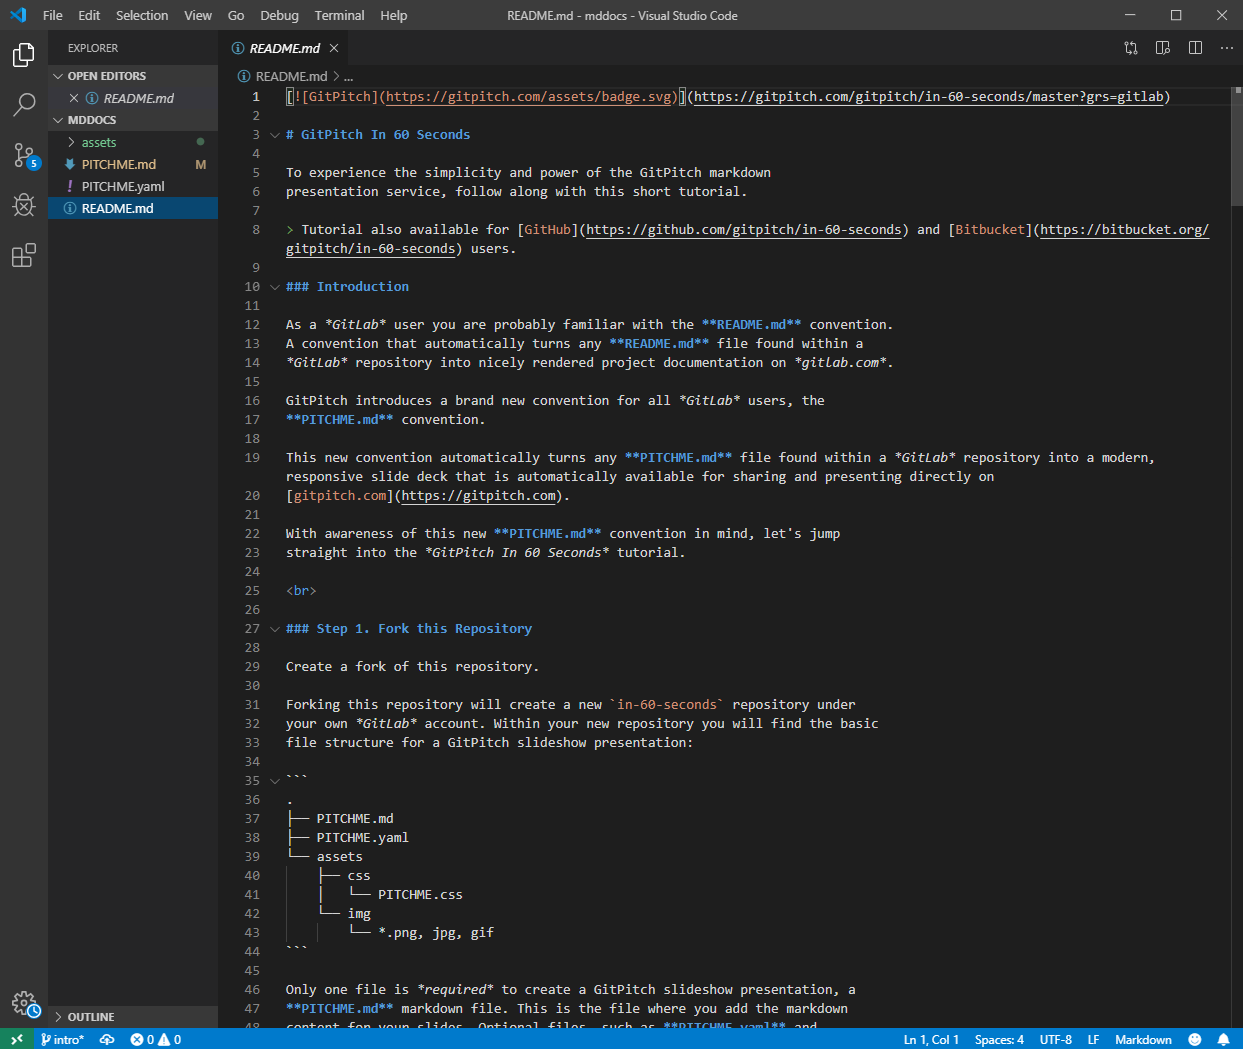 File Edit Selection View Go Debug Terminal Help README.md - mddocs - Visual Studio Code
EXPLORER
OPEN EDITORS
README.md
MDDOCS
assets
PITCHME.md M
PITCHME.yaml
README.md
OUTLINE
5
README.md
README.md > ...
1 [![GitPitch](https://gitpitch.com/assets/badge.svg)](https://gitpitch.com/gitpitch/in-60-seconds/master?grs=gitlab)
2
3 # GitPitch In 60 Seconds
4
5 To experience the simplicity and power of the GitPitch markdown
6 presentation service, follow along with this short tutorial.
7
8 > Tutorial also available for [GitHub](https://github.com/gitpitch/in-60-seconds) and [Bitbucket](https://bitbucket.org/
gitpitch/in-60-seconds) users.
9
10 ### Introduction
11
12 As a *GitLab* user you are probably familiar with the **README.md** convention.
13 A convention that automatically turns any **README.md** file found within a
14 *GitLab* repository into nicely rendered project documentation on *gitlab.com*.
15
16 GitPitch introduces a brand new convention for all *GitLab* users, the
17 **PITCHME.md** convention.
18
19 This new convention automatically turns any **PITCHME.md** file found within a *GitLab* repository into a modern,
responsive slide deck that is automatically available for sharing and presenting directly on
20 [gitpitch.com](https://gitpitch.com).
21
22 With awareness of this new **PITCHME.md** convention in mind, let's jump
23 straight into the *GitPitch In 60 Seconds* tutorial.
24
25 <br>
26
27 ### Step 1. Fork this Repository
28
29 Create a fork of this repository.
30
31 Forking this repository will create a new `in-60-seconds` repository under
32 your own *GitLab* account. Within your new repository you will find the basic
33 file structure for a GitPitch slideshow presentation:
34
35 ```
36 .
37 ├── PITCHME.md
38 ├── PITCHME.yaml
39 └── assets
40     ├── css
41     │   └── PITCHME.css
42     └── img
43         └── *.png, jpg, gif
44 ```
45
46 Only one file is *required* to create a GitPitch slideshow presentation, a
47 **PITCHME.md** markdown file. This is the file where you add the markdown
48 content for your slides. Optional files, such as **PITCHME.yaml** and
intro* 0 0 Ln 1, Col 1 Spaces: 4 UTF-8 LF Markdown